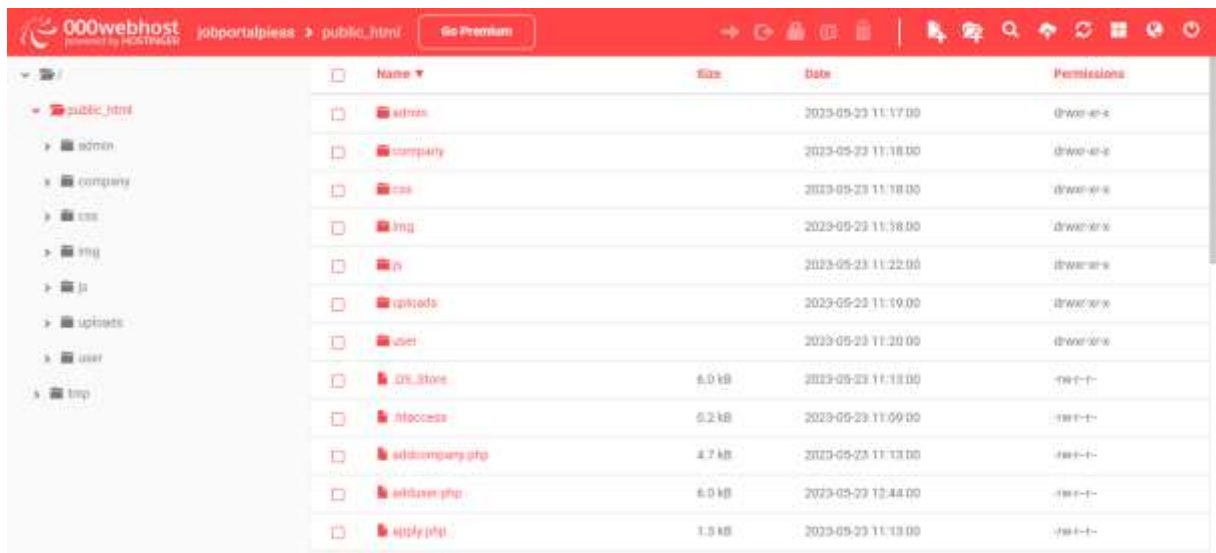 000webhost
powered by HOSTINGER
jobportalpieas > public_html
Go Premium
/
public_html
admin
company
css
img
js
uploads
user
tmp
Name ▼ Size Date Permissions
admin 2023-05-23 11:17:00 drwxr-xr-x
company 2023-05-23 11:18:00 drwxr-xr-x
css 2023-05-23 11:18:00 drwxr-xr-x
img 2023-05-23 11:18:00 drwxr-xr-x
js 2023-05-23 11:22:00 drwxr-xr-x
uploads 2023-05-23 11:19:00 drwxr-xr-x
user 2023-05-23 11:20:00 drwxr-xr-x
.DS_Store 6.0 kB 2023-05-23 11:13:00 -rw-r--r--
.htaccess 0.2 kB 2023-05-23 11:09:00 -rw-r--r--
addcompany.php 4.7 kB 2023-05-23 11:13:00 -rw-r--r--
adduser.php 6.0 kB 2023-05-23 12:44:00 -rw-r--r--
apply.php 1.5 kB 2023-05-23 11:13:00 -rw-r--r--